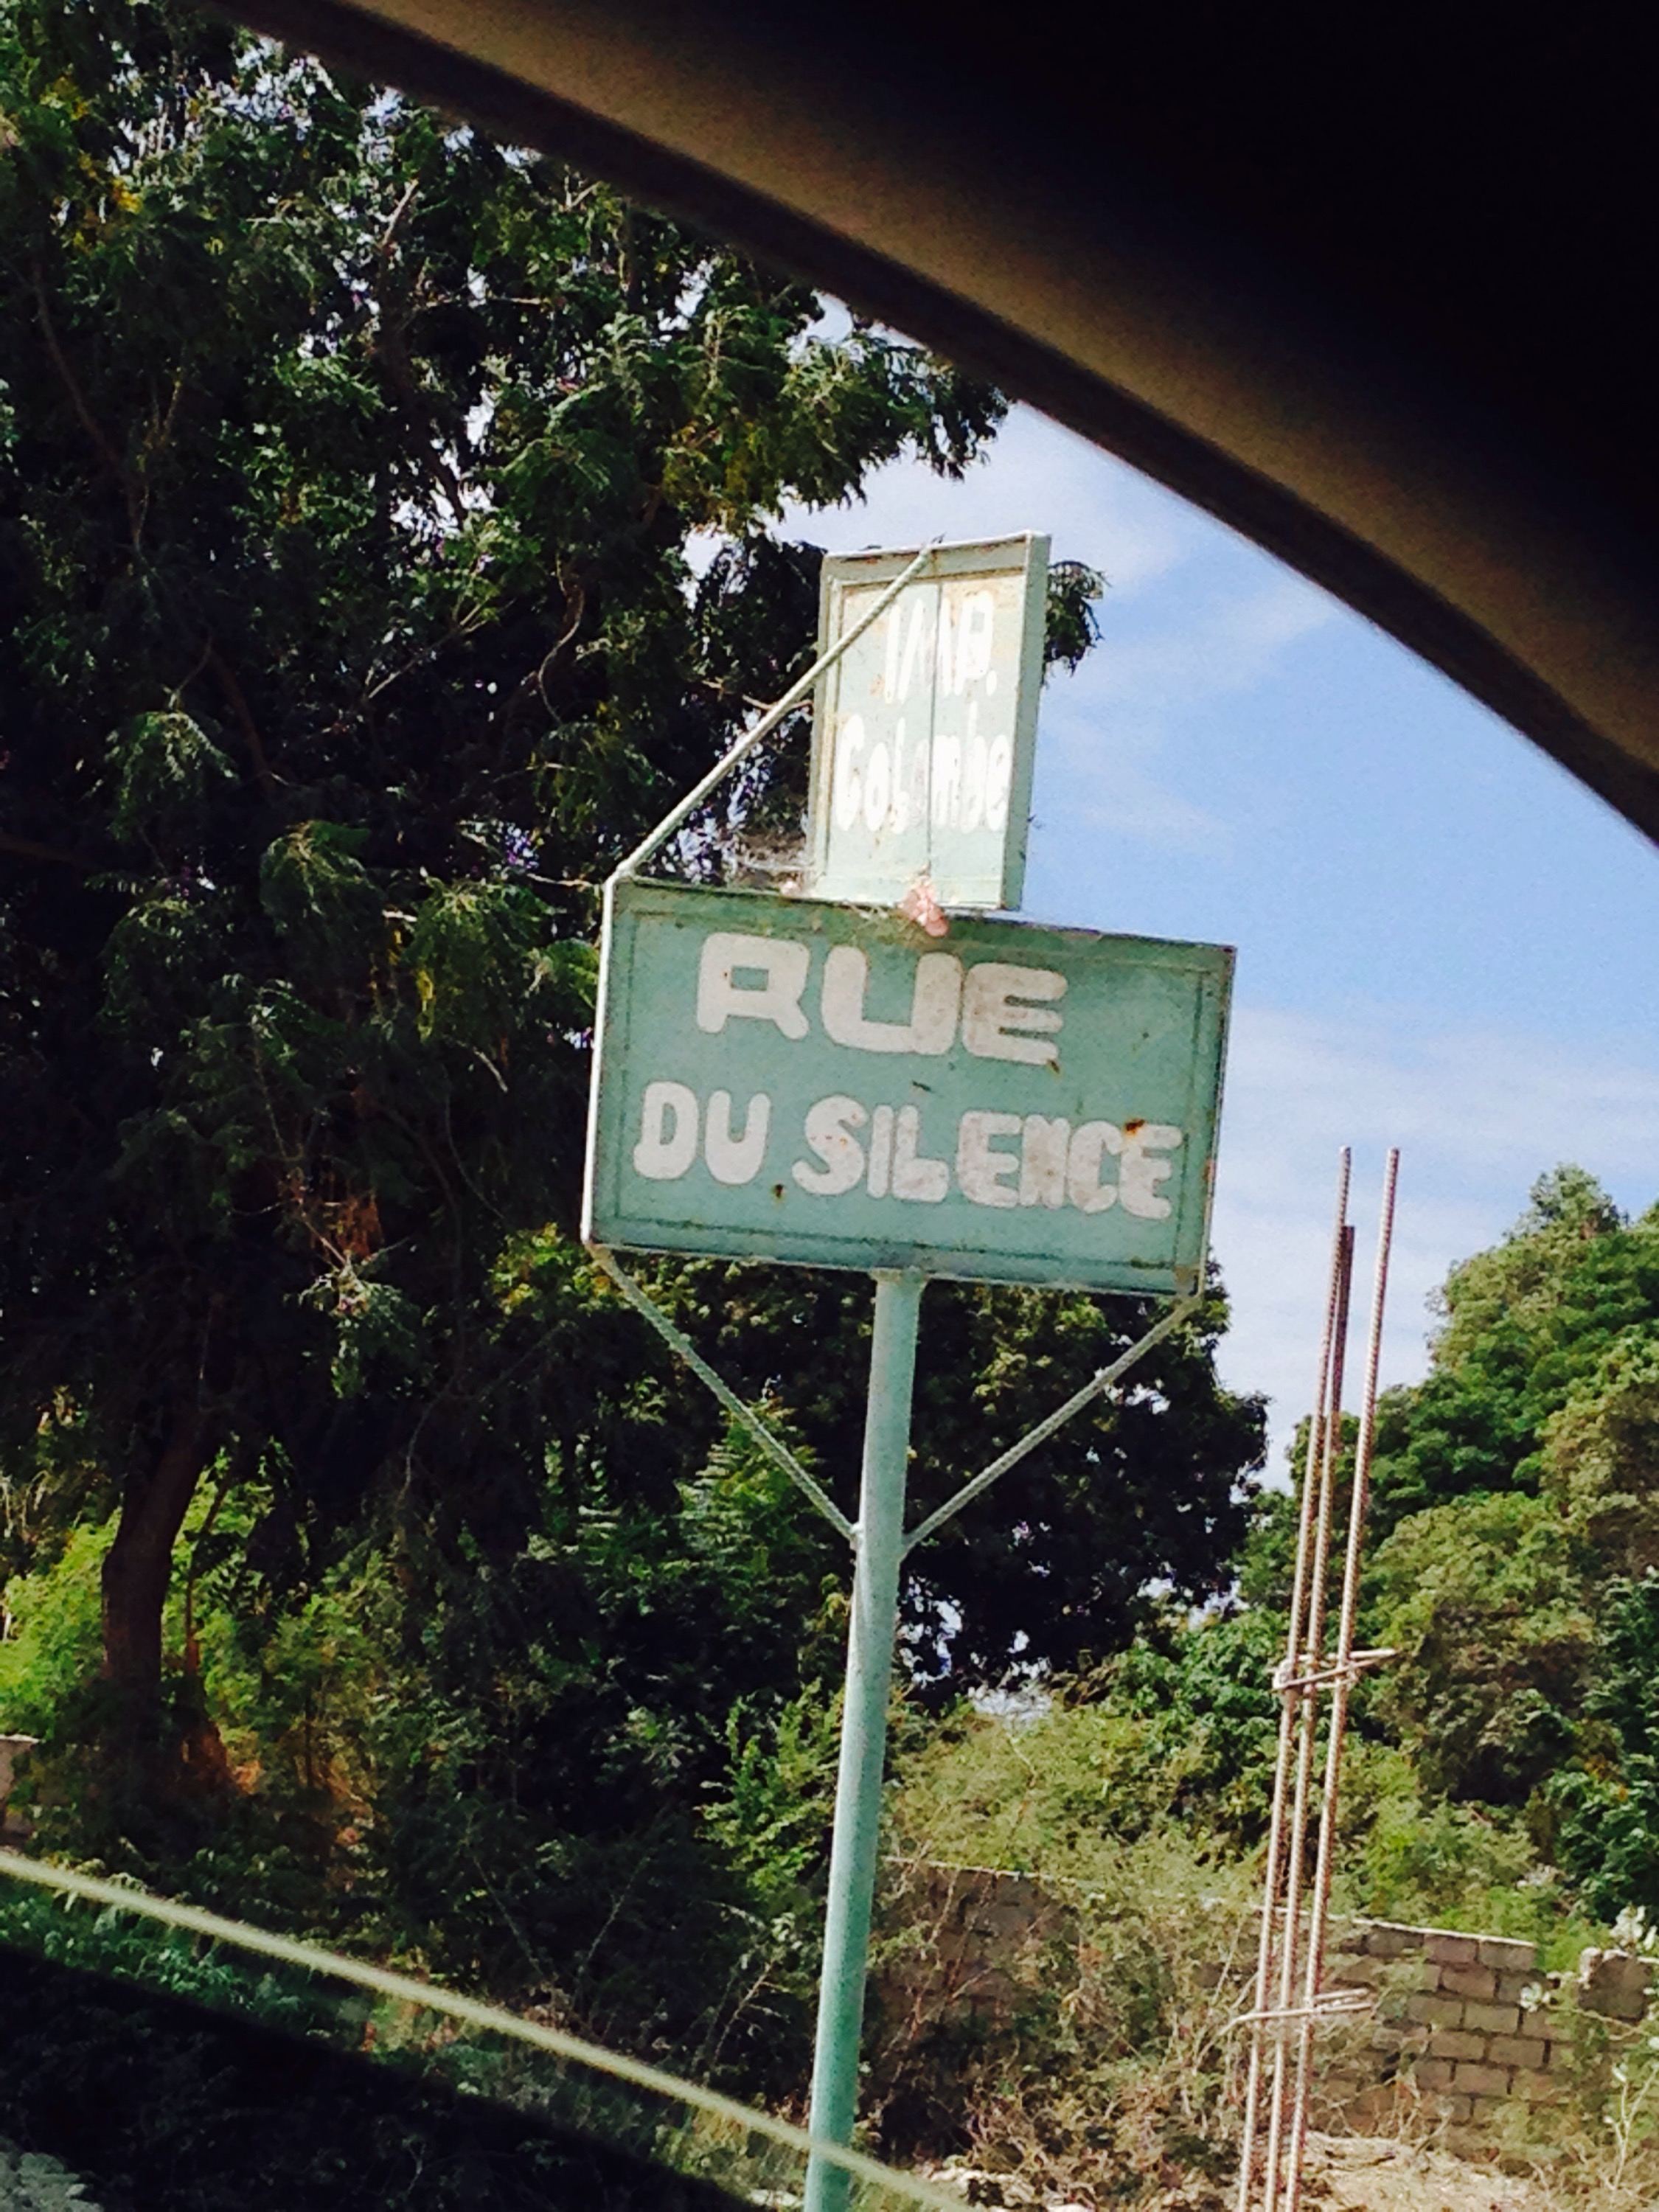 IMP.
Colombe
RUE
DU SILENCE